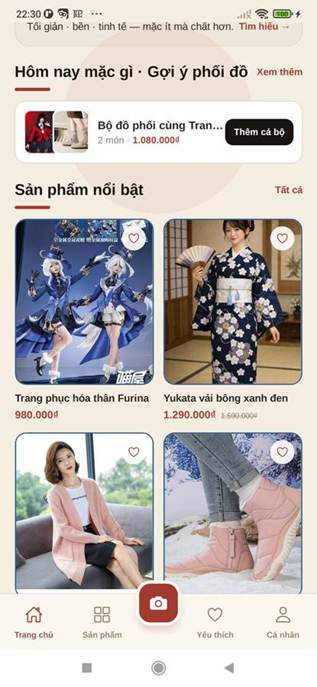 22:30
Tối giản · bền · tinh tế — mặc ít mà chất hơn. Tìm hiểu →
Hôm nay mặc gì · Gợi ý phối đồ Xem thêm
Bộ đồ phối cùng Tran...
2 món · 1.080.000₫
Thêm cả bộ
Sản phẩm nổi bật Tất cả
喵屋
Trang phục hóa thân Furina
980.000₫
Yukata vải bông xanh đen
1.290.000₫ 1.590.000₫
Trang chủ Sản phẩm Yêu thích Cá nhân